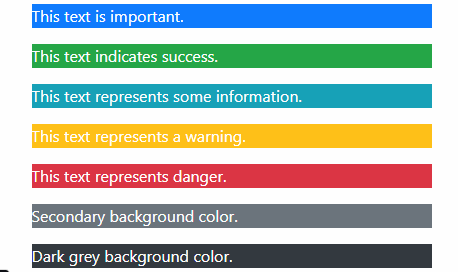 This text is important.
This text indicates success.
This text represents some information.
This text represents a warning.
This text represents danger.
Secondary background color.
Dark grey background color.